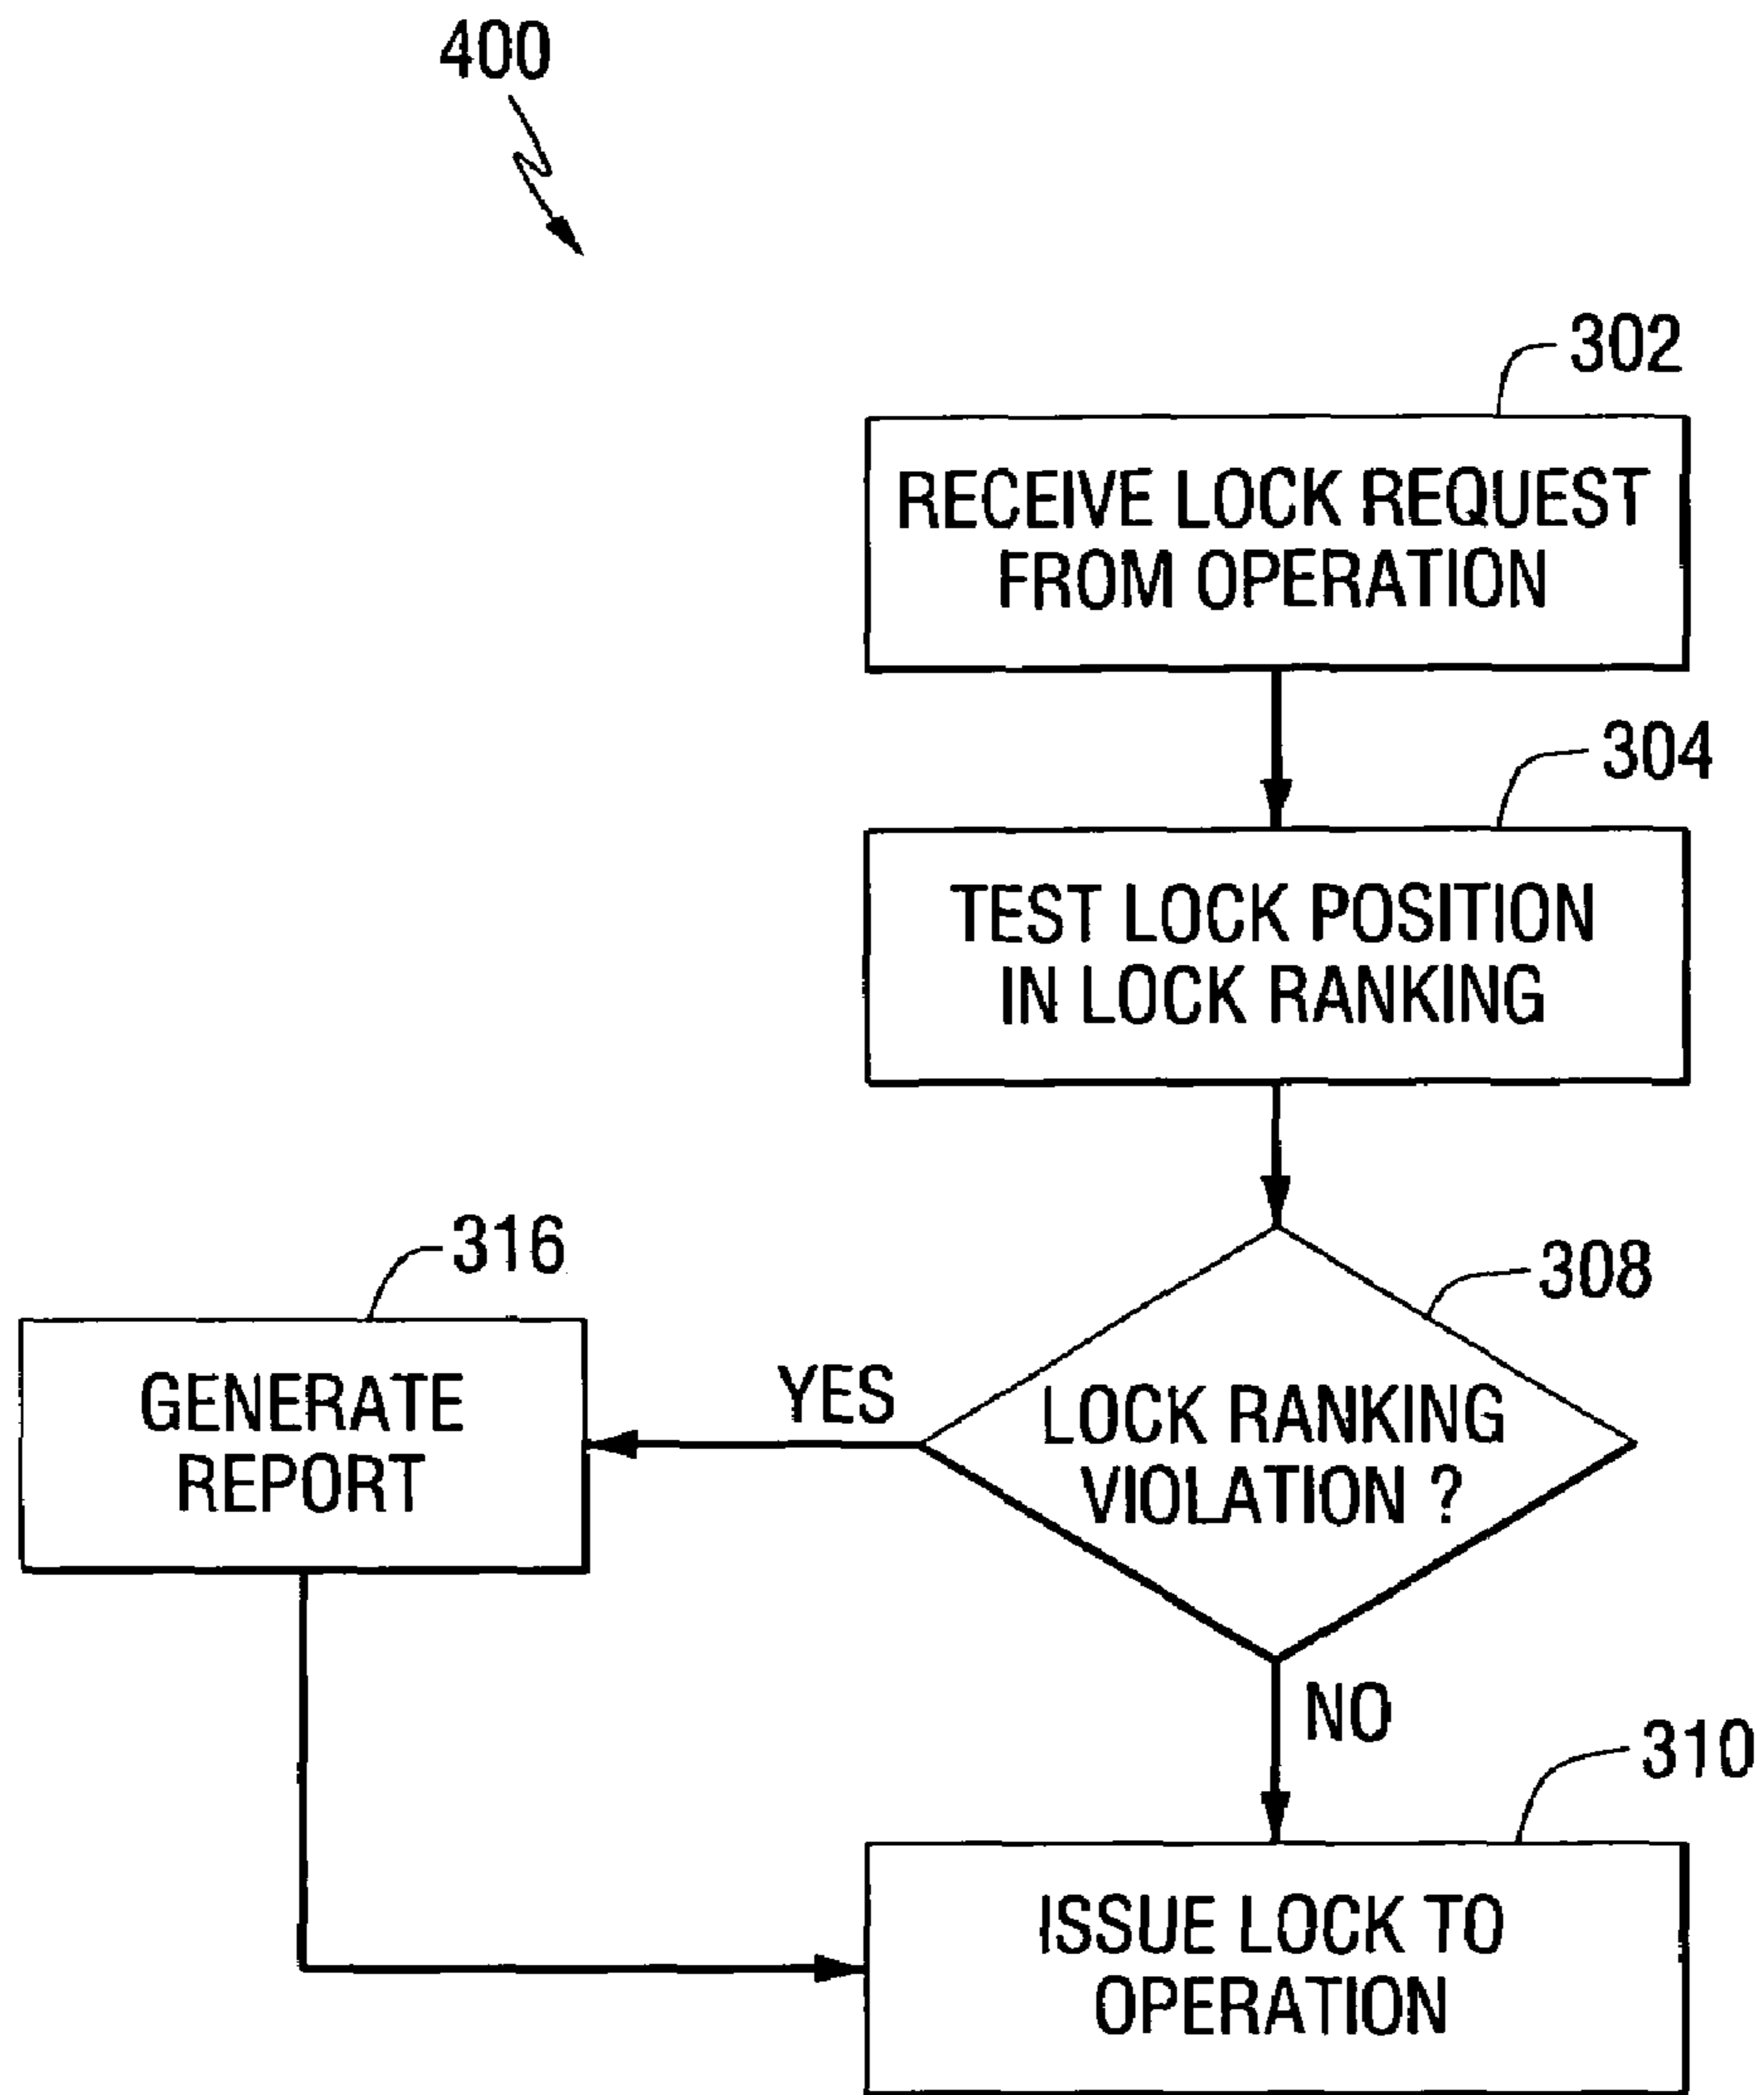 400
302
RECEIVE LOCK REQUEST
FROM OPERATION
304
TEST LOCK POSITION
IN LOCK RANKING
316
308
GENERATE
REPORT
YES
LOCK RANKING
VIOLATION ?
NO
310
ISSUE LOCK TO
OPERATION